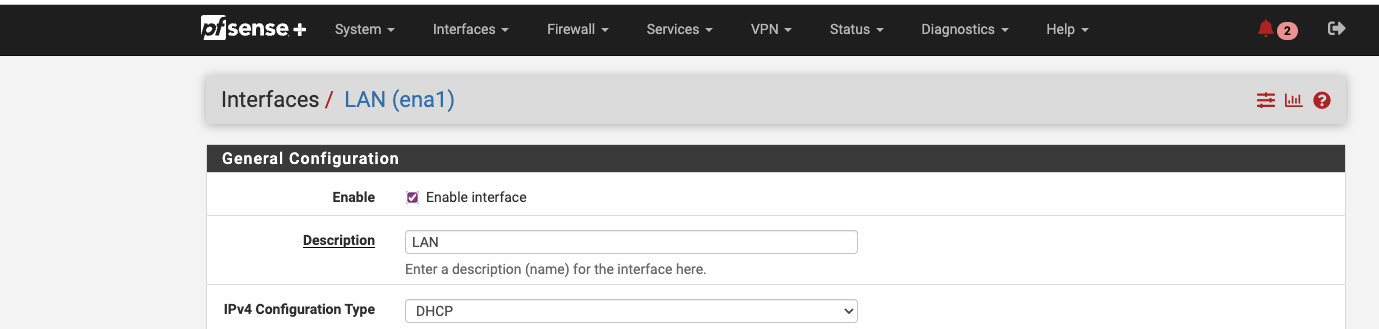 pfsense+ System Interfaces Firewall Services VPN Status Diagnostics Help 2
Interfaces / LAN (ena1)
General Configuration
Enable Enable interface
Description LAN
Enter a description (name) for the interface here.
IPv4 Configuration Type DHCP